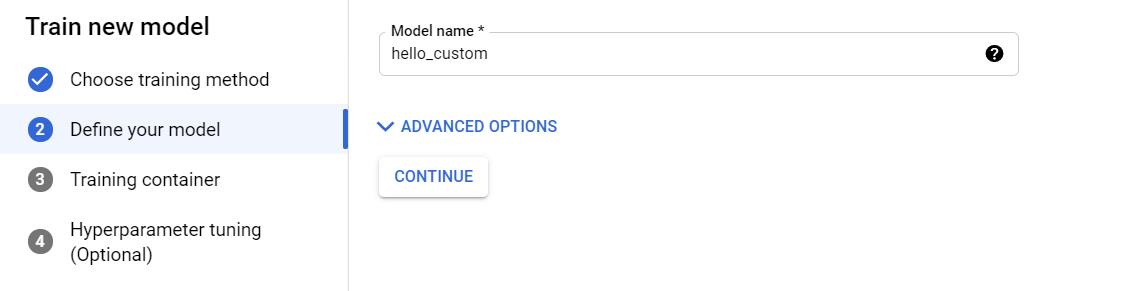 Train new model
Choose training method
2 Define your model
3 Training container
4 Hyperparameter tuning
(Optional)
Model name *
hello_custom
?
ADVANCED OPTIONS
CONTINUE